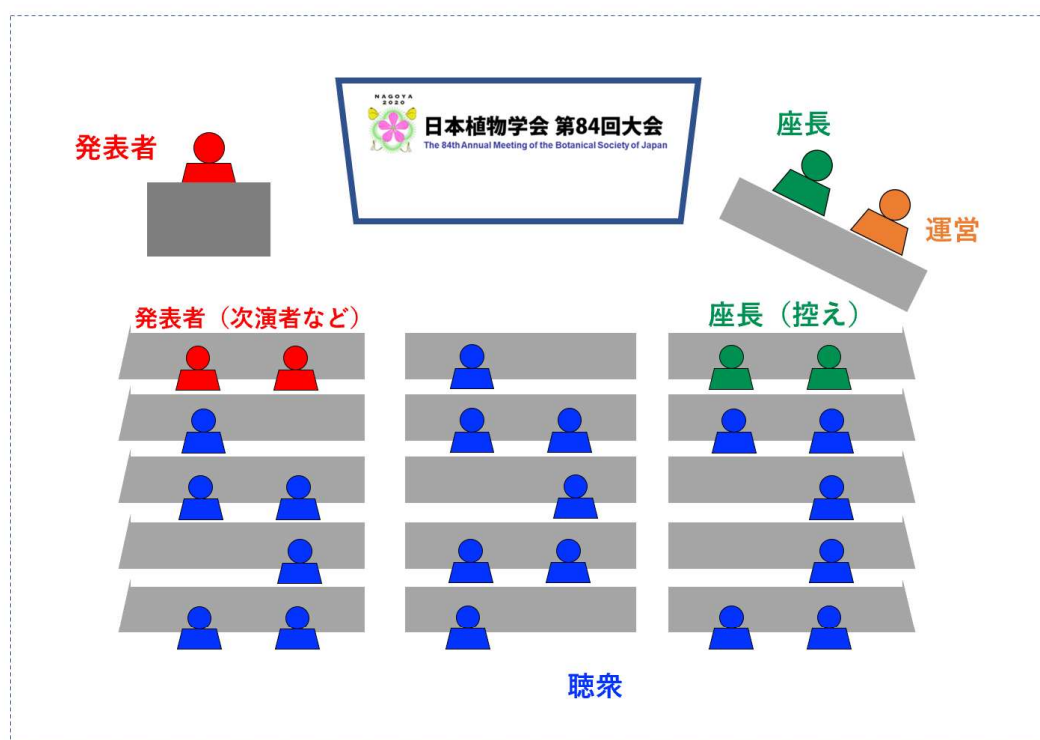 NAGOYA
2020
日本植物学会 第84回大会
The 84th Annual Meeting of the Botanical Society of Japan
発表者
座長
運営
発表者（次演者など）
座長（控え）
聴衆